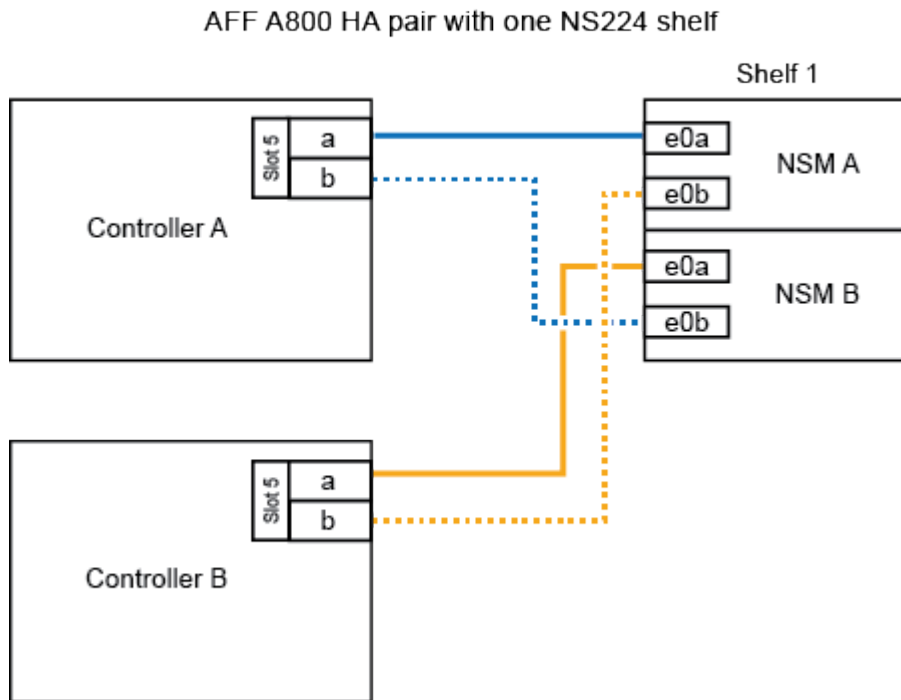 AFF A800 HA pair with one NS224 shelf
Shelf 1
Slot 5
a
b
Controller A
e0a
e0b
NSM A
e0a
e0b
NSM B
Slot 5
a
b
Controller B